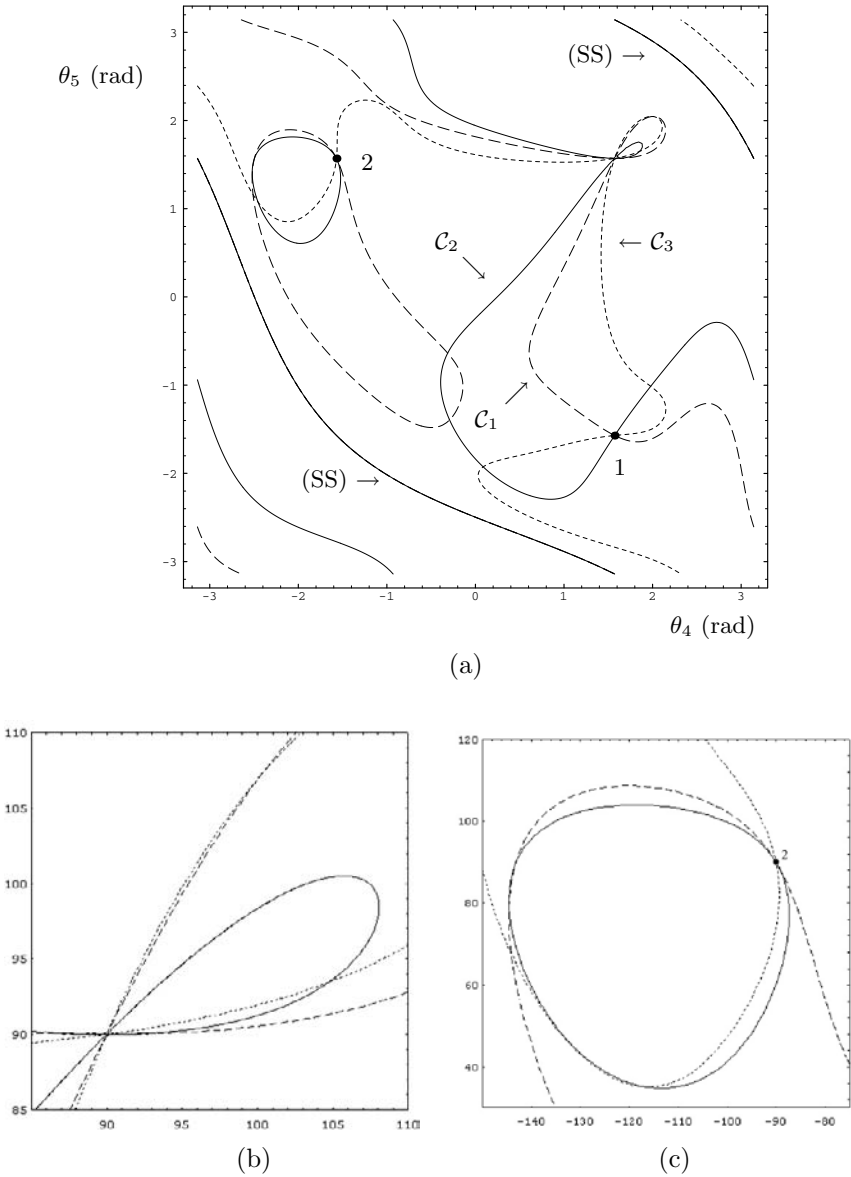 θ₅ (rad)
3
2
1
0
−1
−2
−3
(SS) →
2
C₂
← C₃
C₁
1
(SS) →
−3 −2 −1 0 1 2 3
θ₄ (rad)
(a)
110
105
100
95
90
85
90 95 100 105 110
(b)
120
100
80
60
40
2
−140 −120 −100 −90 −80
(c)